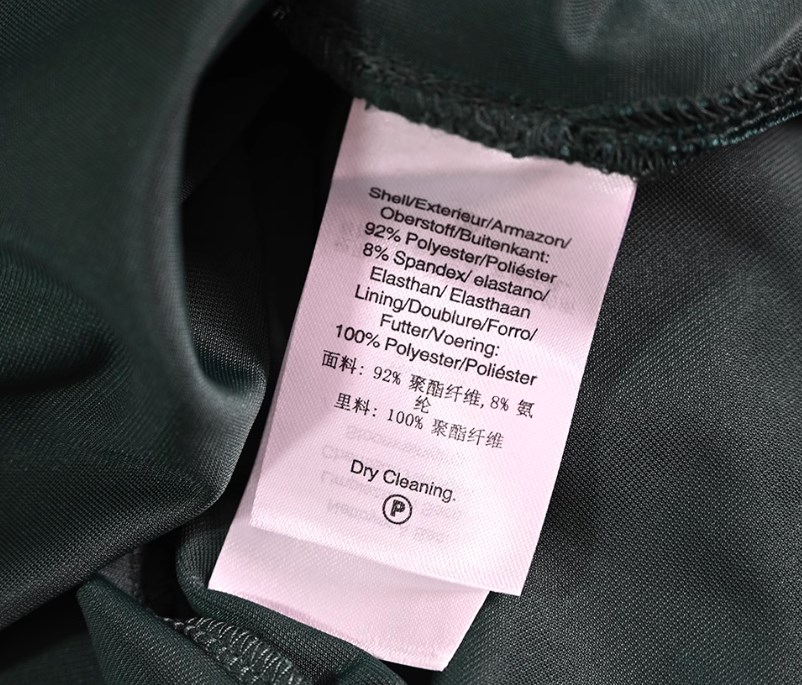 Shell/Exterieur/Armazon/
Oberstoff/Buitenkant:
92% Polyester/Poliéster
8% Spandex/ elastano/
Elasthan/ Elasthaan
Lining/Doublure/Forro/
Futter/Voering:
100% Polyester/Poliéster
面料: 92% 聚酯纤维, 8% 氨
纶
里料: 100% 聚酯纤维
Dry Cleaning.
P